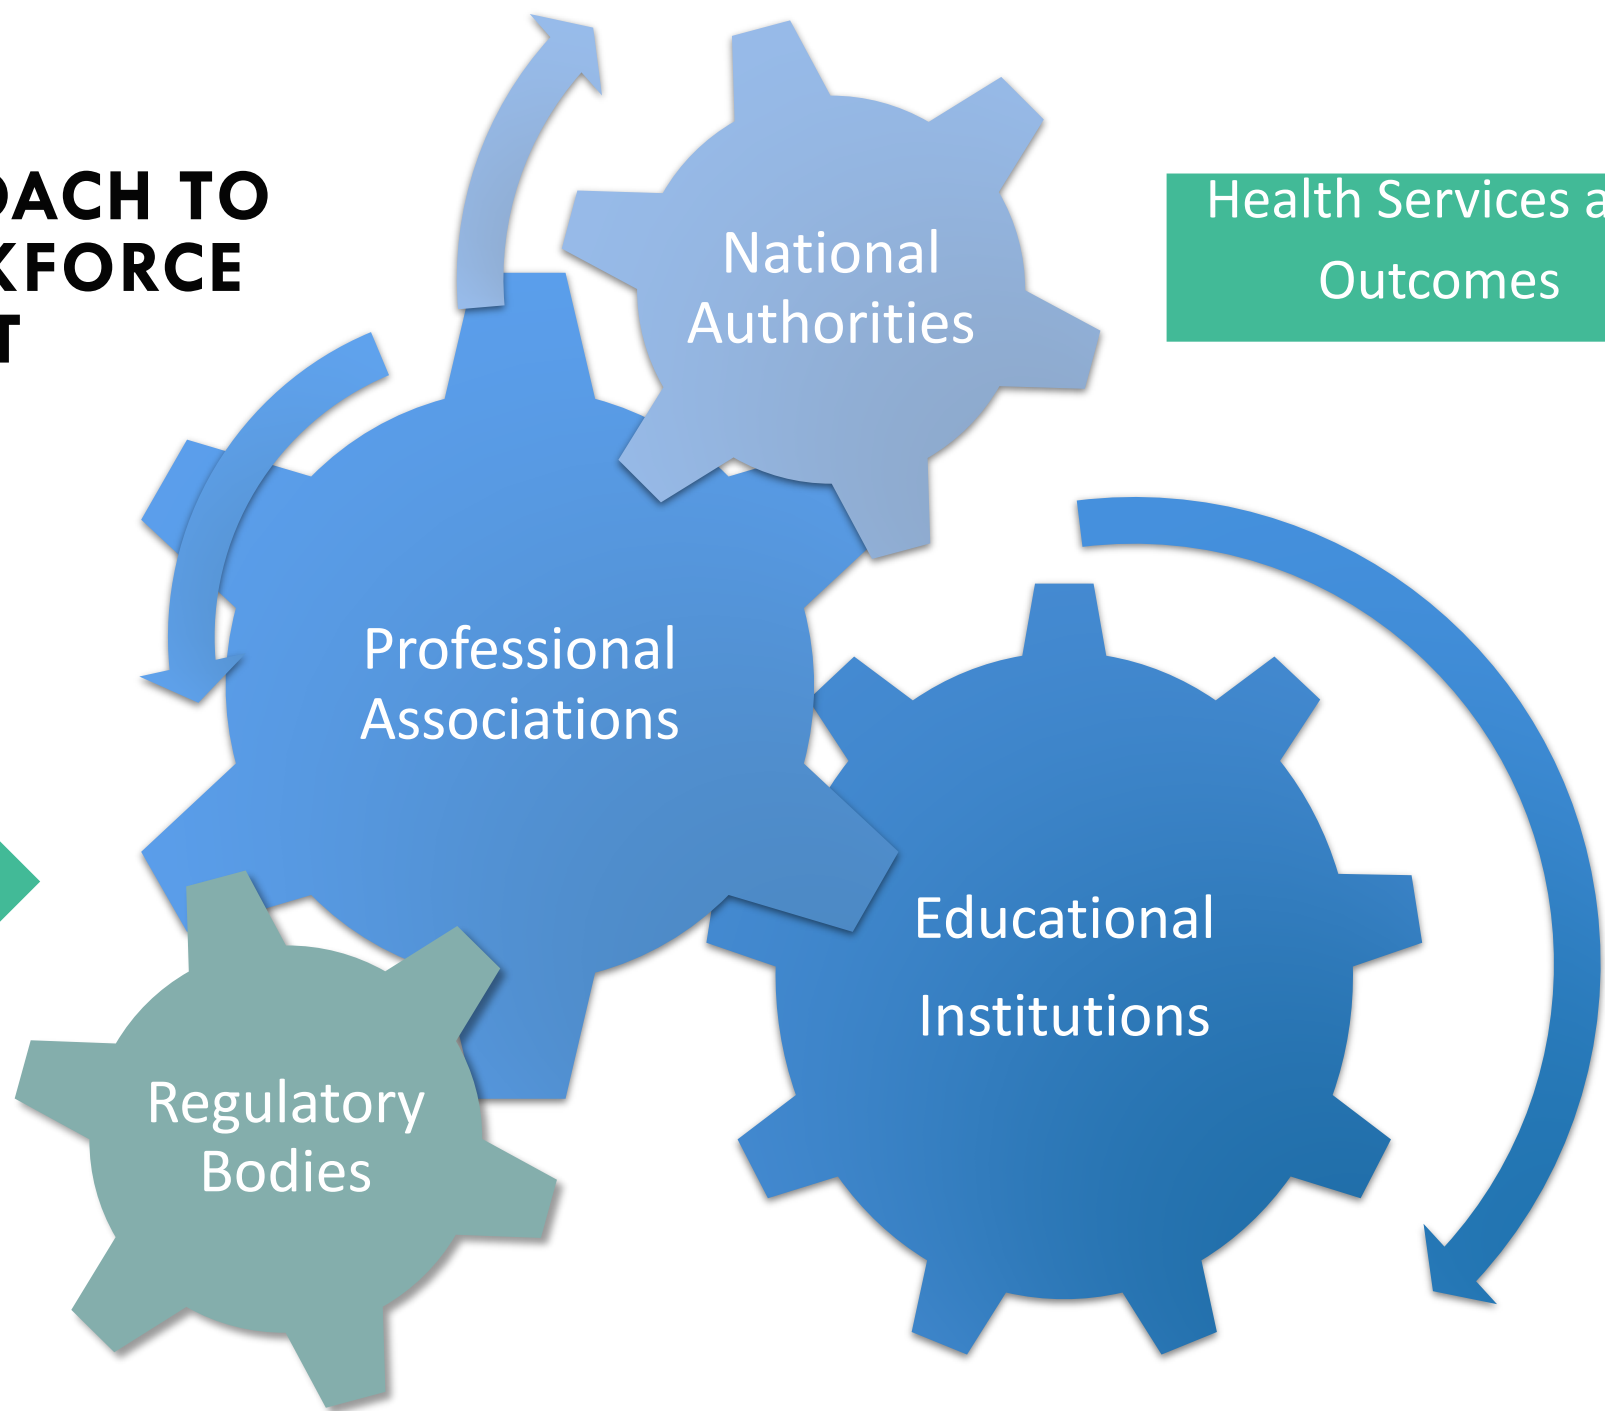 OACH TO
KFORCE
T
Health Services a
Outcomes
National
Authorities
Professional
Associations
Educational
Institutions
Regulatory
Bodies